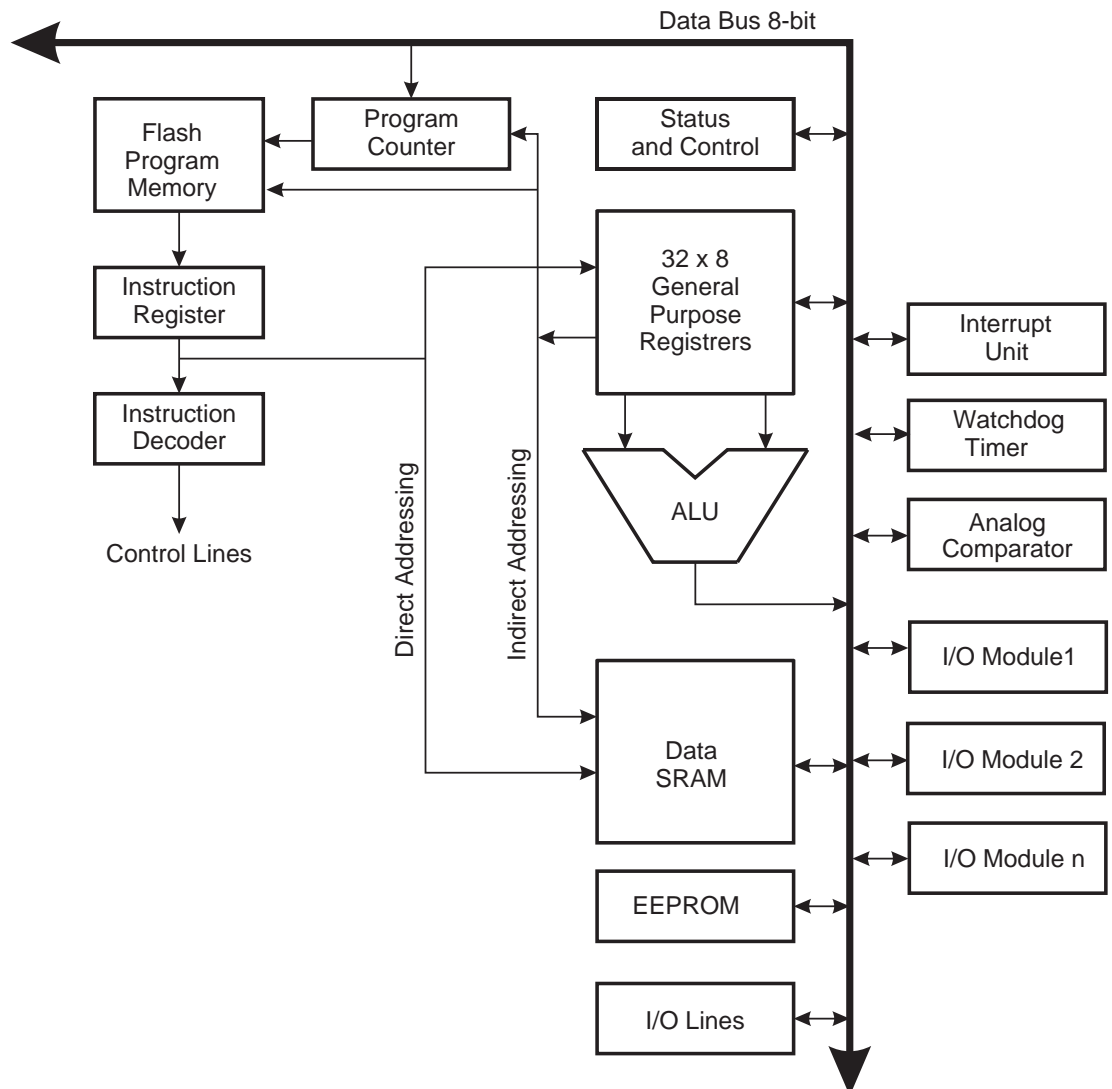 Data Bus 8-bit
Flash
Program
Memory
Program
Counter
Status
and Control
32 x 8
General
Purpose
Registrers
Instruction
Register
Instruction
Decoder
Control Lines
Direct Addressing
Indirect Addressing
ALU
Interrupt
Unit
Watchdog
Timer
Analog
Comparator
I/O Module1
Data
SRAM
I/O Module 2
I/O Module n
EEPROM
I/O Lines